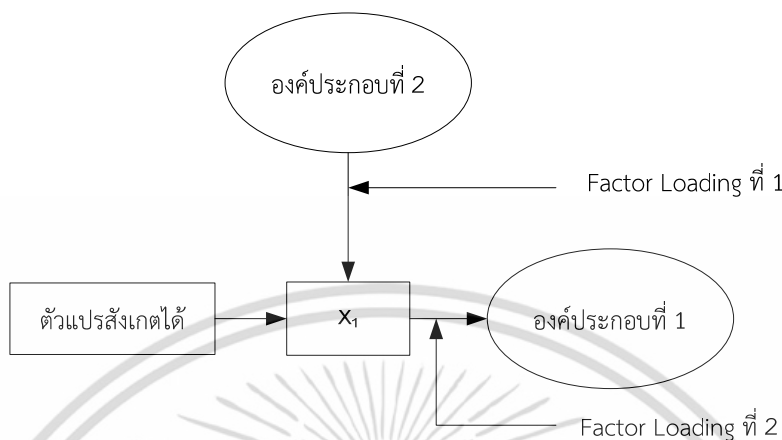 องค์ประกอบที่ 2
Factor Loading ที่ 1
ตัวแปรสังเกตได้
X₁
องค์ประกอบที่ 1
Factor Loading ที่ 2